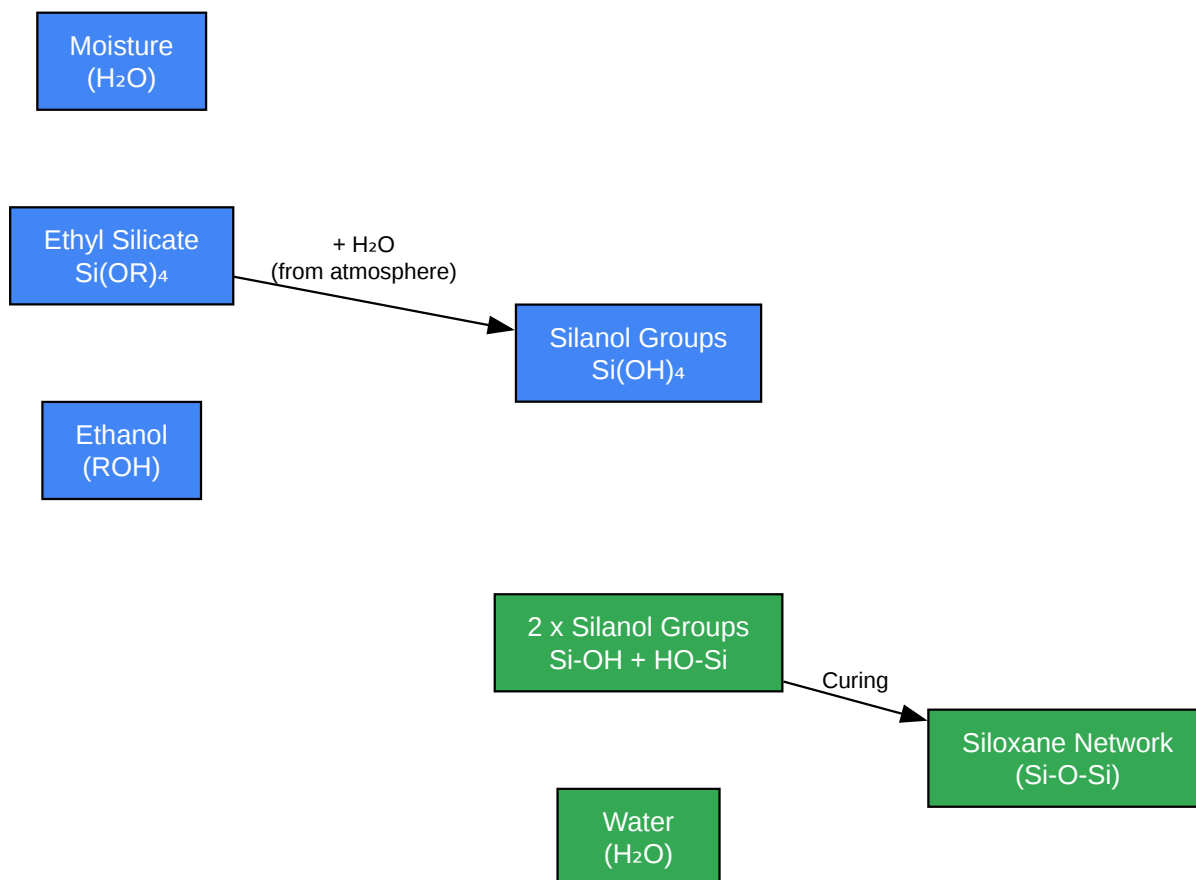 Moisture
(H₂O)
Ethyl Silicate
Si(OR)₄
+ H₂O
(from atmosphere)
Silanol Groups
Si(OH)₄
Ethanol
(ROH)
2 x Silanol Groups
Si-OH + HO-Si
Curing
Siloxane Network
(Si-O-Si)
Water
(H₂O)